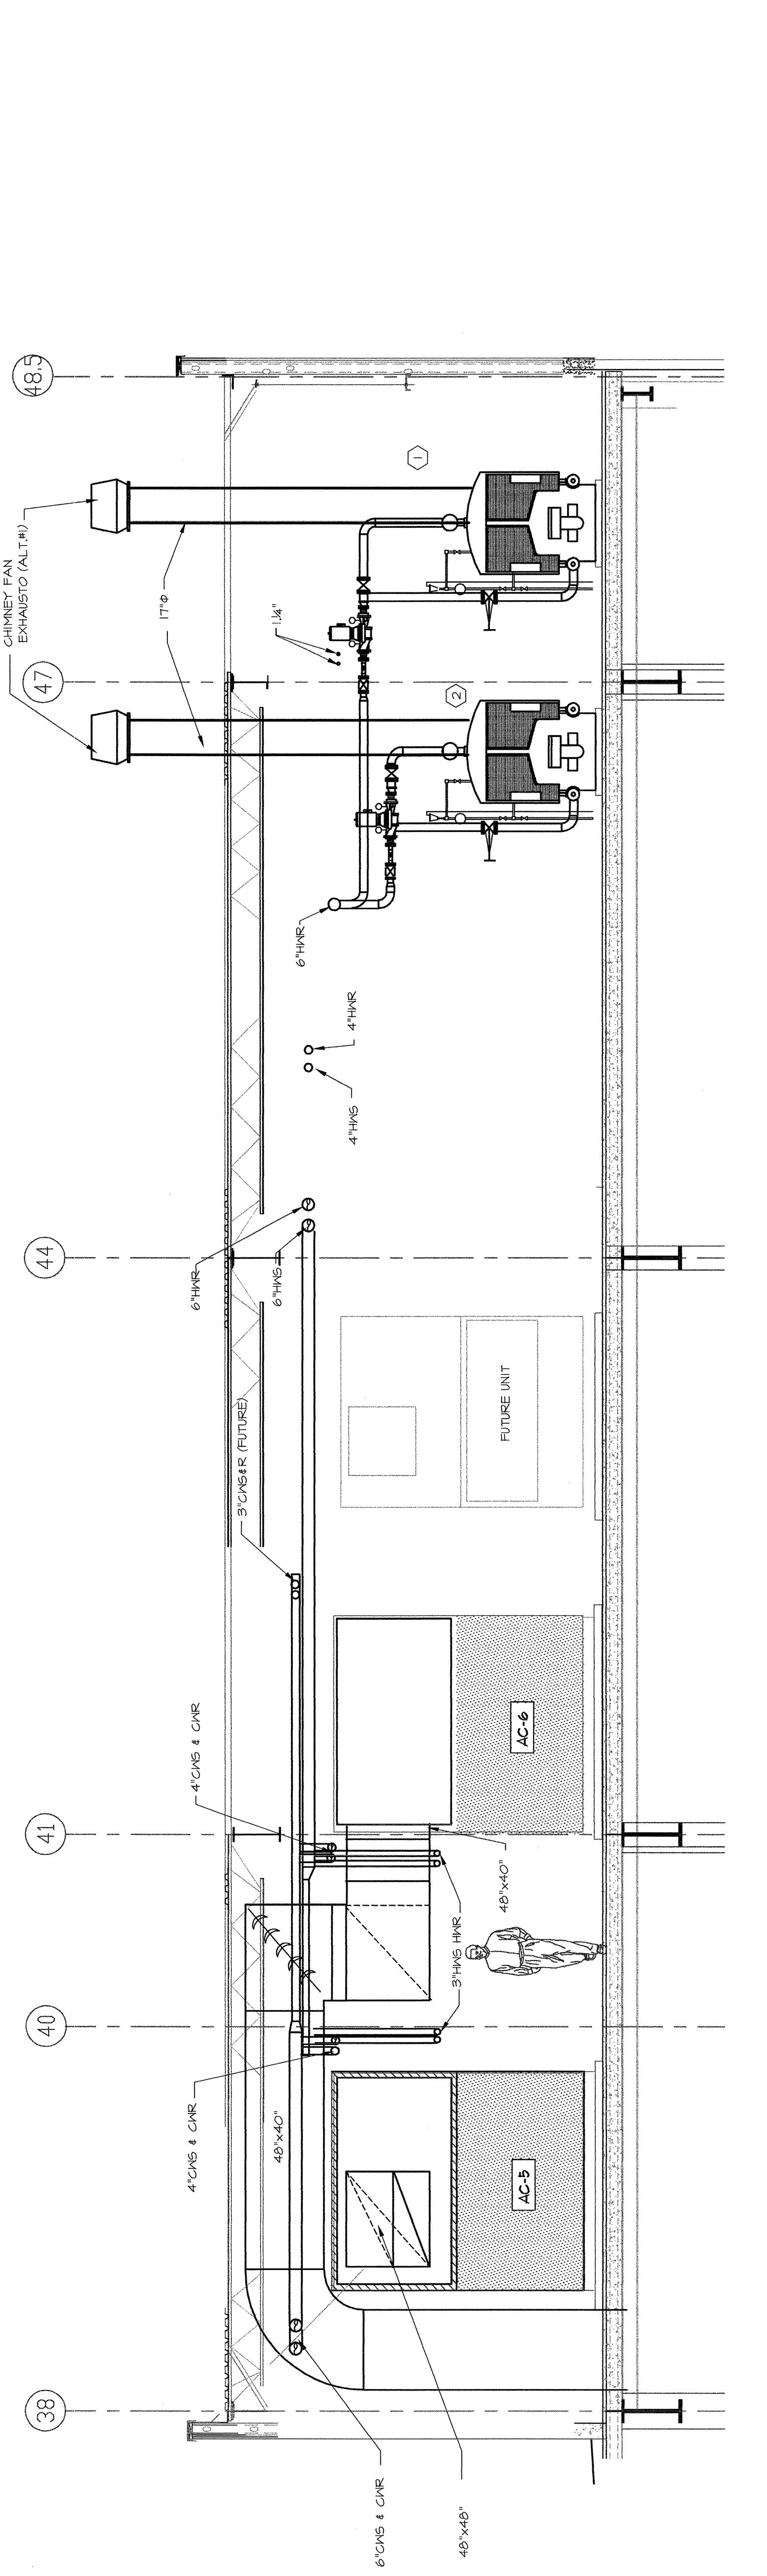 38
40
41
44
47
48.5
CHIMNEY FAN
EXHAUSTO (ALT.#1)
17"Φ
1¼"
4"CWS & CWR
4"CWS & CWR
3"CWS&R (FUTURE)
6"HWR
6"HWS
6"HWR
4"HWS
4"HWR
48"x40"
1
2
6"CWS & CWR
48"x48"
3"HWS HWR
48"x40"
AC-5
AC-6
FUTURE UNIT